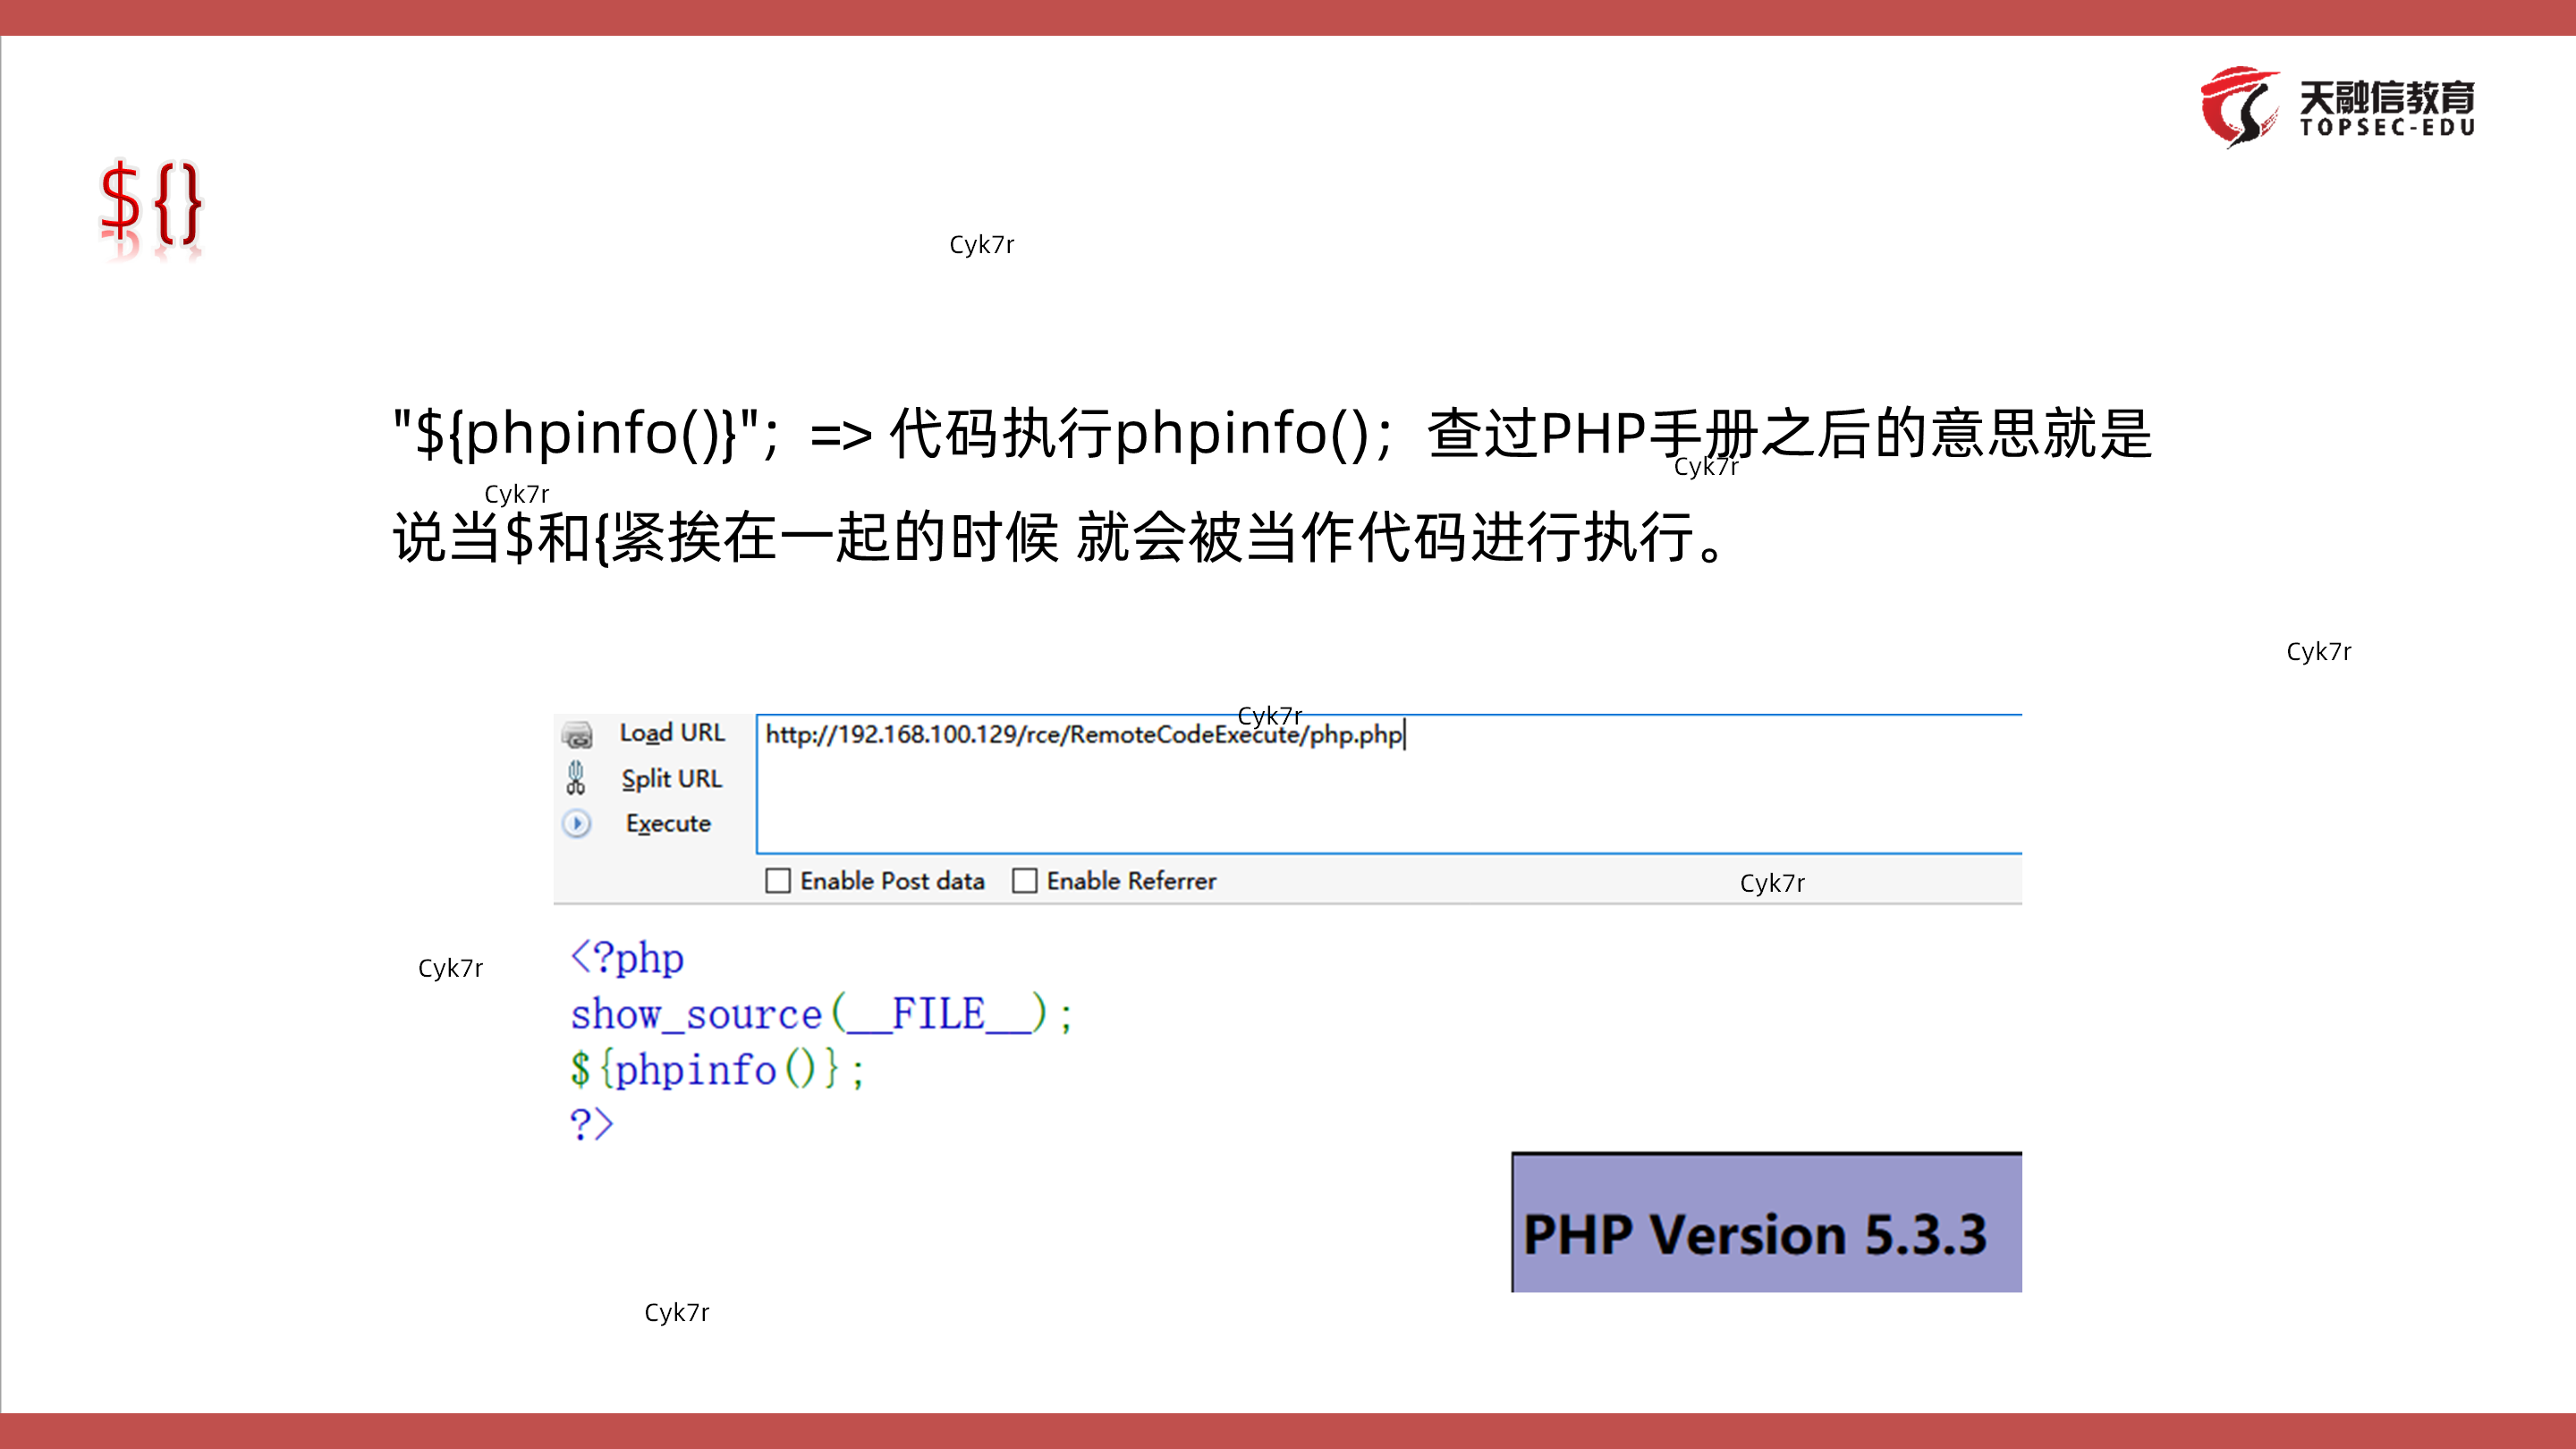 天融信教育
TOPSEC-EDU
${}
Cyk7r
"${phpinfo()}"; => 代码执行phpinfo(); 查过PHP手册之后的意思就是
Cyk7r
Cyk7r
说当$和{紧挨在一起的时候 就会被当作代码进行执行。
Cyk7r
Cyk7r
Load URL
http://192.168.100.129/rce/RemoteCodeExecute/php.php
Split URL
Execute
Enable Post data Enable Referrer
Cyk7r
<?php
Cyk7r
show_source(__FILE__);
${phpinfo()};
?>
PHP Version 5.3.3
Cyk7r